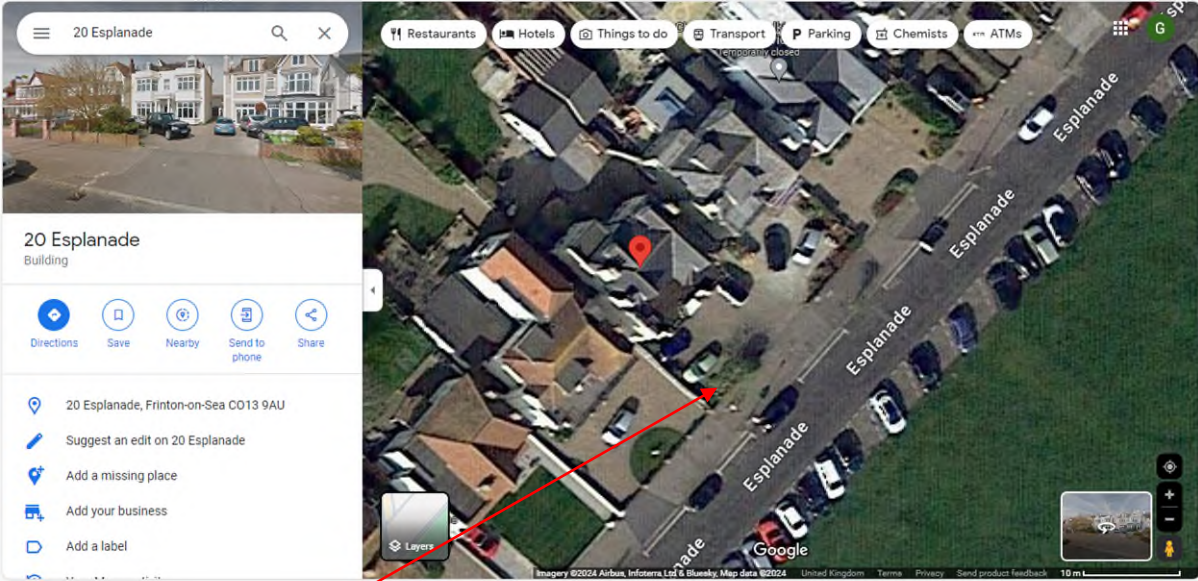 20 Esplanade
Restaurants
Hotels
Things to do
Transport
Parking
Chemists
ATMs
G
Temporarily closed
Esplanade
Esplanade
Esplanade
Esplanade
20 Esplanade
Building
Directions
Save
Nearby
Send to
phone
Share
20 Esplanade, Frinton-on-Sea CO13 9AU
Suggest an edit on 20 Esplanade
Add a missing place
Add your business
Add a label
Layers
Google
Imagery ©2024 Airbus, Infoterra Ltd & Bluesky, Map data ©2024 United Kingdom Terms Privacy Send product feedback 10 m